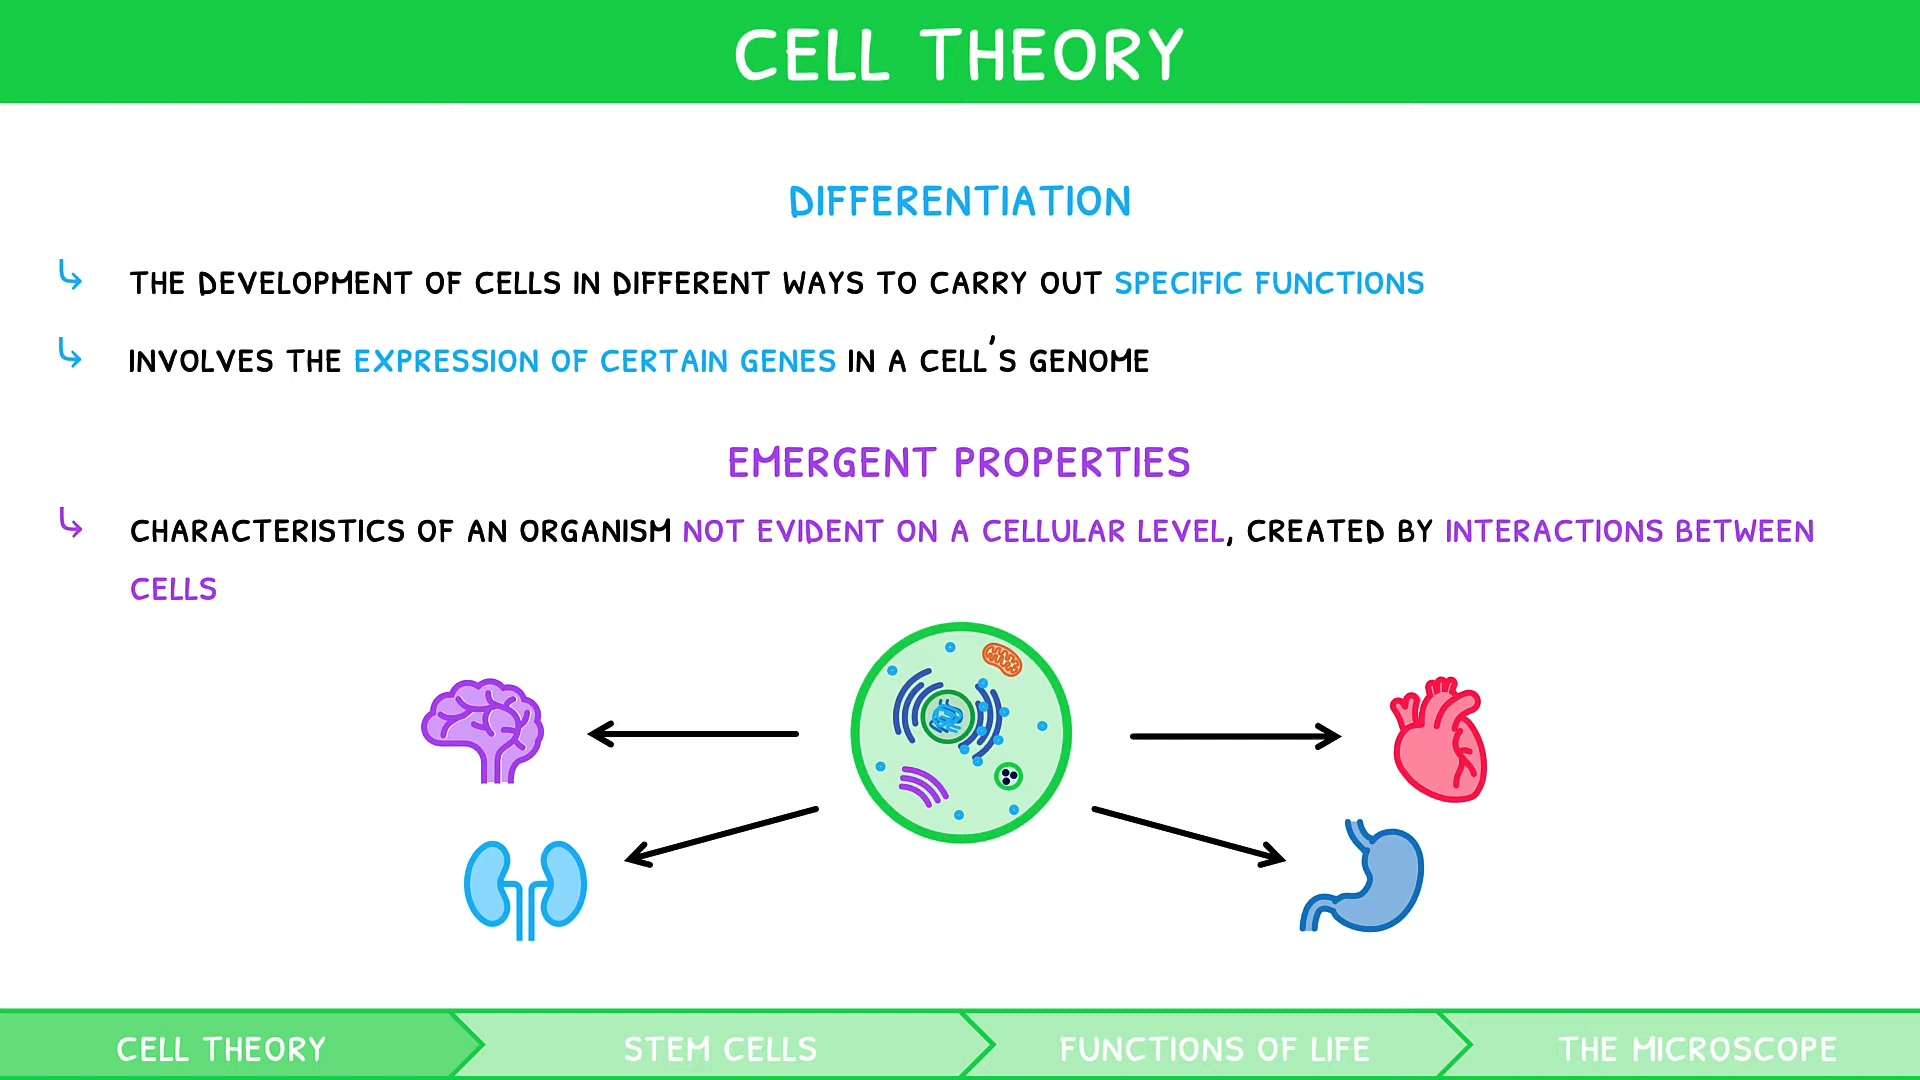 CELL THEORY
DIFFERENTIATION
THE DEVELOPMENT OF CELLS IN DIFFERENT WAYS TO CARRY OUT SPECIFIC FUNCTIONS
INVOLVES THE EXPRESSION OF CERTAIN GENES IN A CELL'S GENOME
EMERGENT PROPERTIES
CHARACTERISTICS OF AN ORGANISM NOT EVIDENT ON A CELLULAR LEVEL, CREATED BY INTERACTIONS BETWEEN
CELLS
CELL THEORY
STEM CELLS
FUNCTIONS OF LIFE
THE MICROSCOPE